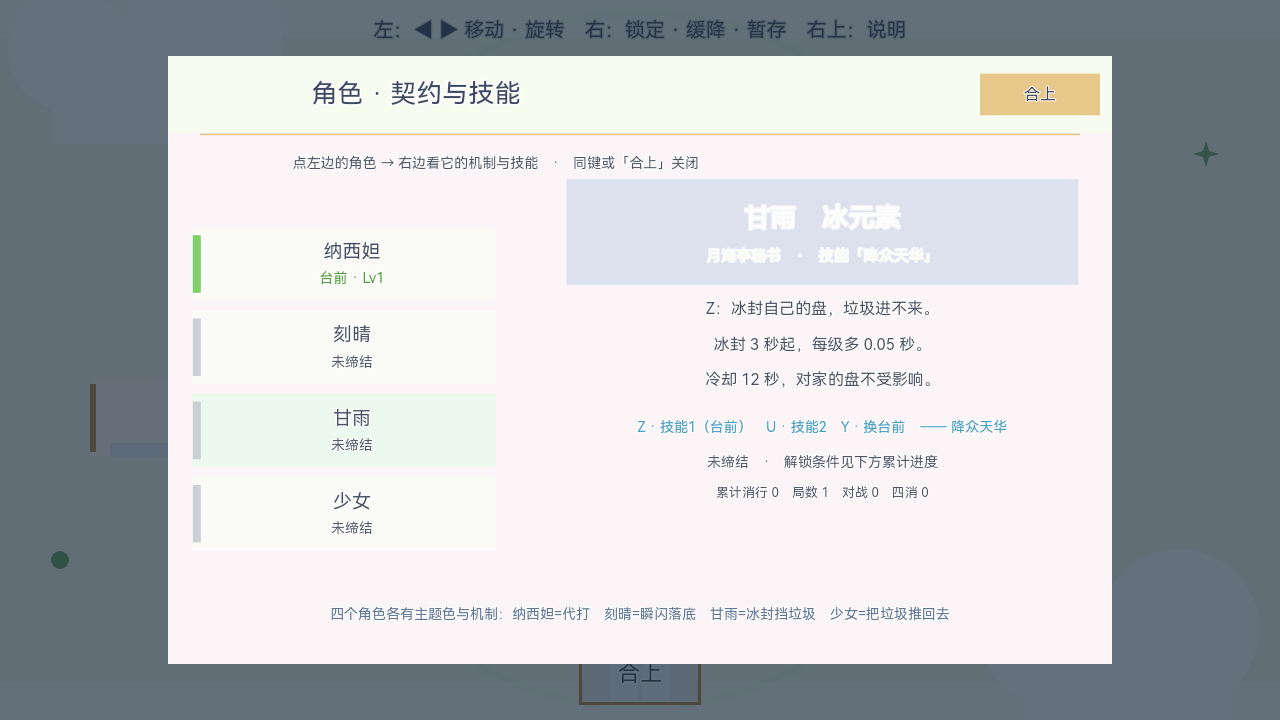 左：◀ ▶ 移动 · 旋转　右：锁定 · 缓降 · 暂存　右上：说明
角色 · 契约与技能
合上
点左边的角色 → 右边看它的机制与技能　·　同键或「合上」关闭
纳西妲
台前 · Lv1
刻晴
未缔结
甘雨
未缔结
少女
未缔结
甘雨　冰元素
月海亭秘书　·　技能「降众天华」
Z：冰封自己的盘，垃圾进不来。
冰封 3 秒起，每级多 0.05 秒。
冷却 12 秒，对家的盘不受影响。
Z · 技能1（台前）　U · 技能2　Y · 换台前　—— 降众天华
未缔结　·　解锁条件见下方累计进度
累计消行 0　局数 1　对战 0　四消 0
四个角色各有主题色与机制：纳西妲=代打　刻晴=瞬闪落底　甘雨=冰封挡垃圾　少女=把垃圾推回去
合上